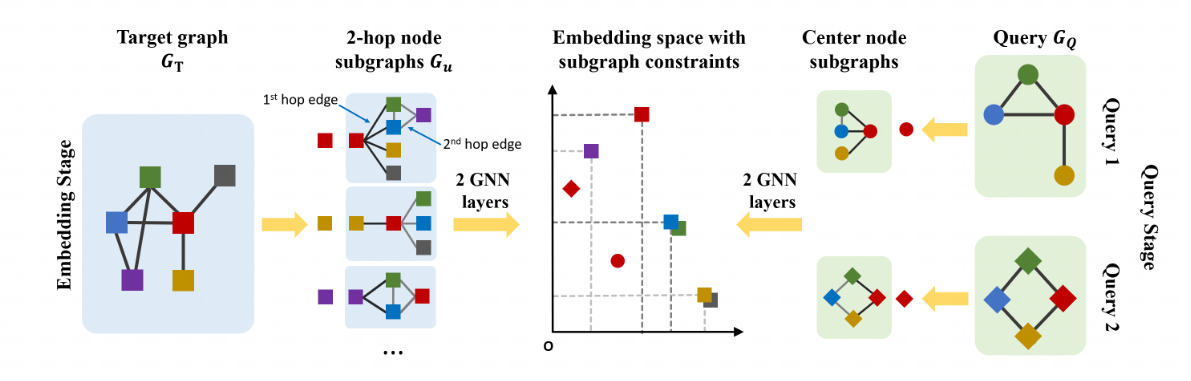 Target graph
G_T
2-hop node
subgraphs G_u
Embedding space with
subgraph constraints
Center node
subgraphs
Query G_Q
Embedding Stage
1st hop edge
2nd hop edge
2 GNN
layers
...
O
2 GNN
layers
Query 1
Query 2
Query Stage